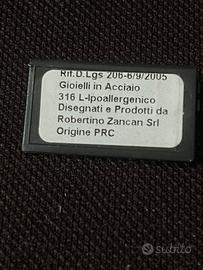 Rif.D.Lgs 206-6/9/2005
Gioielli in Acciaio
316 L-Ipoallergenico
Disegnati e Prodotti da
Robertino Zancan Srl
Origine PRC
subito